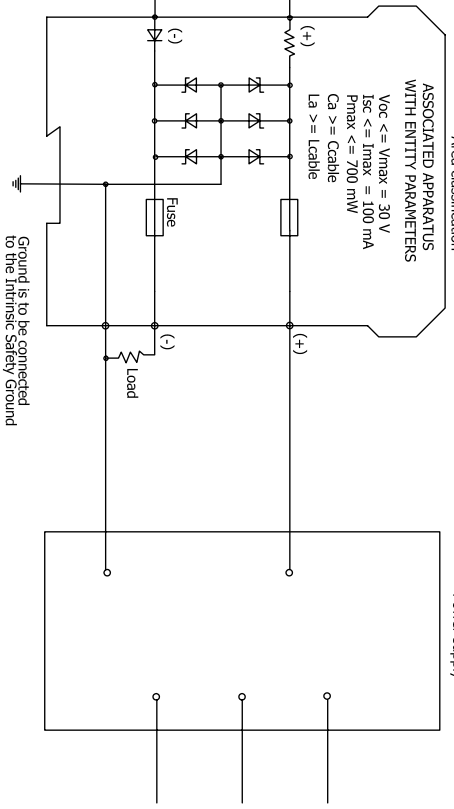 ASSOCIATED APPARATUS
WITH ENTITY PARAMETERS
Voc <= Vmax = 30 V
Isc <= Imax = 100 mA
Pmax <= 700 mW
Ca >= Ccable
La >= Lcable
(+)
(-)
Fuse
(+)
(-)
Load
Ground is to be connected
to the Intrinsic Safety Ground